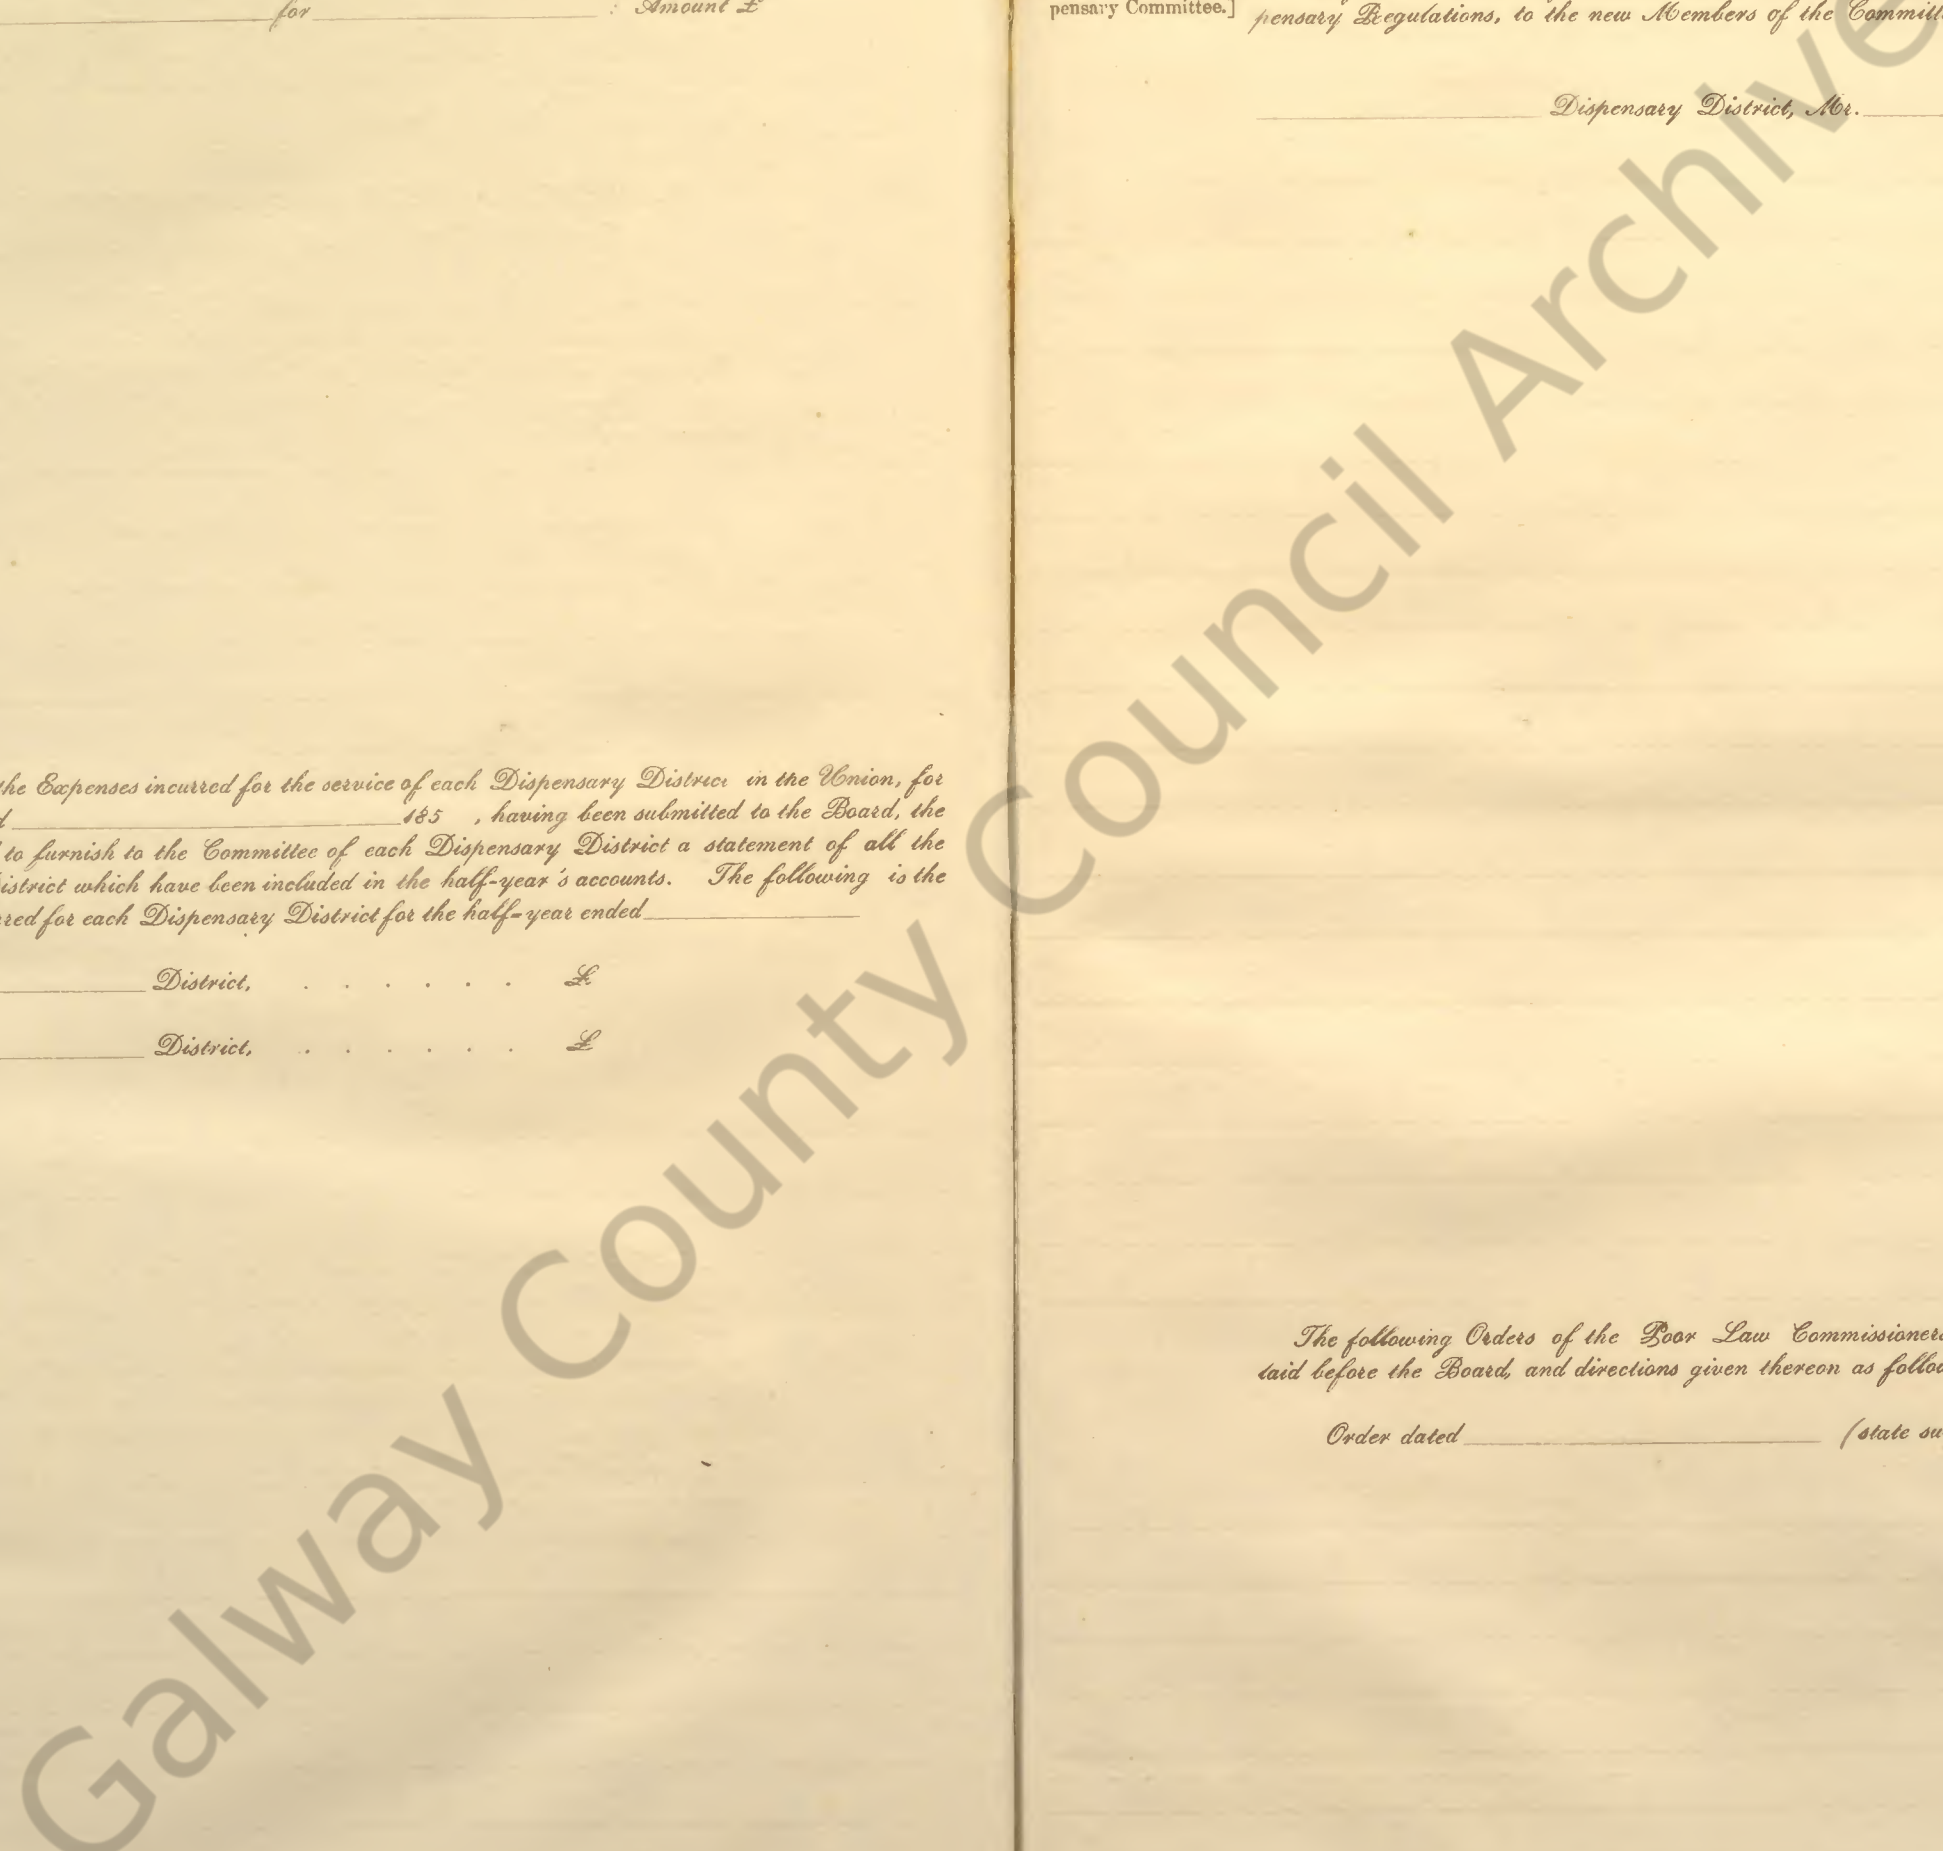 for : Amount £
the Expenses incurred for the service of each Dispensary District in the Union, for
185 , having been submitted to the Board, the
to furnish to the Committee of each Dispensary District a statement of all the
istrict which have been included in the half-year's accounts. The following is the
rred for each Dispensary District for the half-year ended
District, . . . . . . £
District, . . . . . . £
pensary Committee.]
pensary Regulations, to the new Members of the Committ
Dispensary District, Mr.
The following Orders of the Poor Law Commissioners
laid before the Board, and directions given thereon as follow
Order dated (state su
Galway County Council Archive